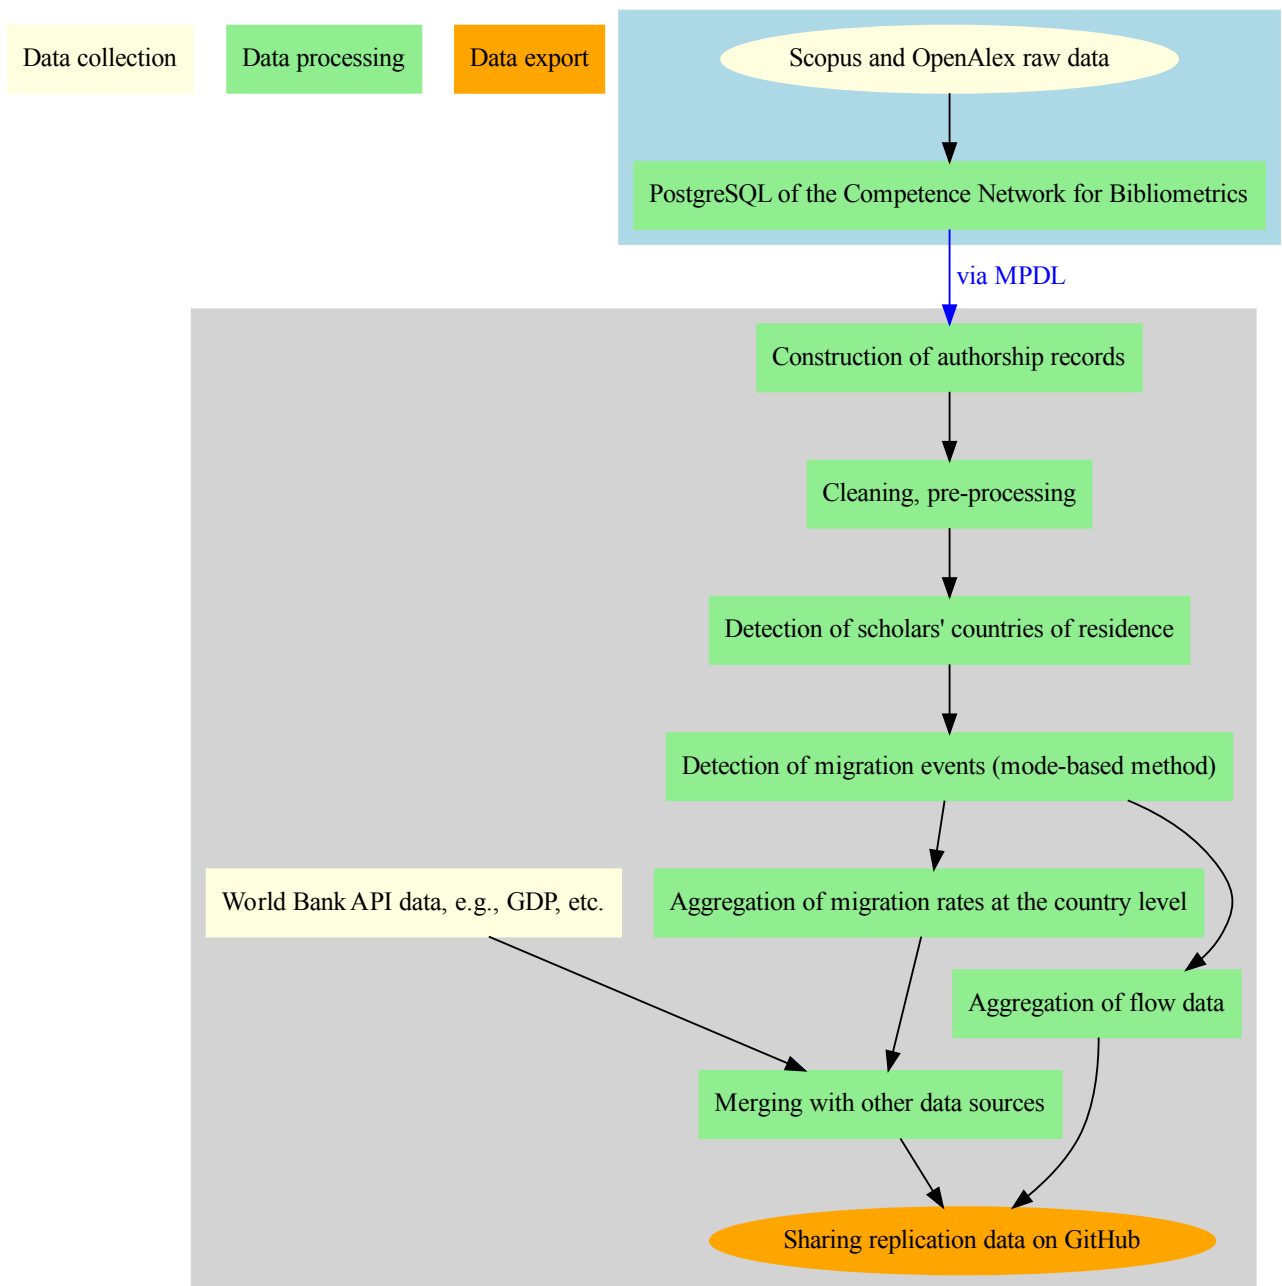 Data collection
Data processing
Data export
Scopus and OpenAlex raw data
PostgreSQL of the Competence Network for Bibliometrics
via MPDL
Construction of authorship records
Cleaning, pre-processing
Detection of scholars' countries of residence
Detection of migration events (mode-based method)
World Bank API data, e.g., GDP, etc.
Aggregation of migration rates at the country level
Aggregation of flow data
Merging with other data sources
Sharing replication data on GitHub